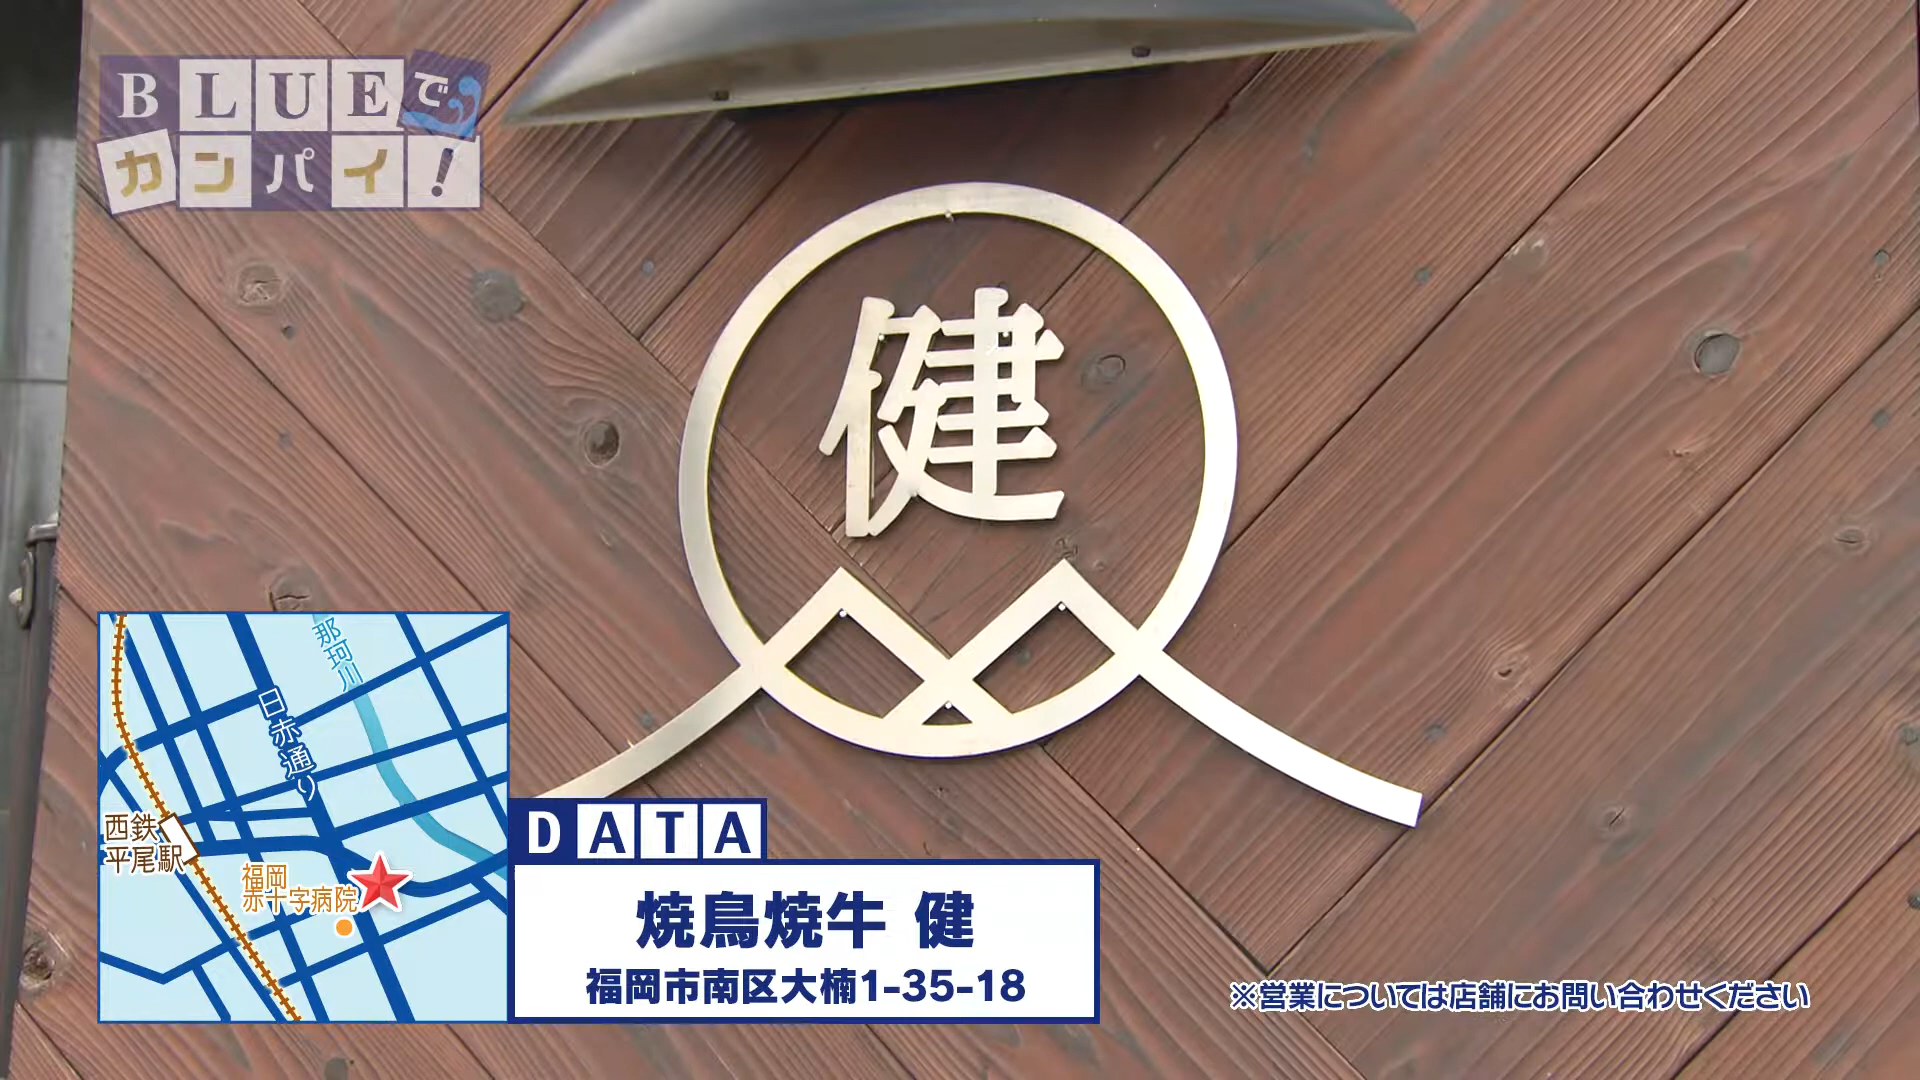 BLUEで
カンパイ!
健
那珂川
日赤通り
西鉄
平尾駅
福岡
赤十字病院
DATA
焼鳥焼牛 健
福岡市南区大楠1-35-18
※営業については店舗にお問い合わせください